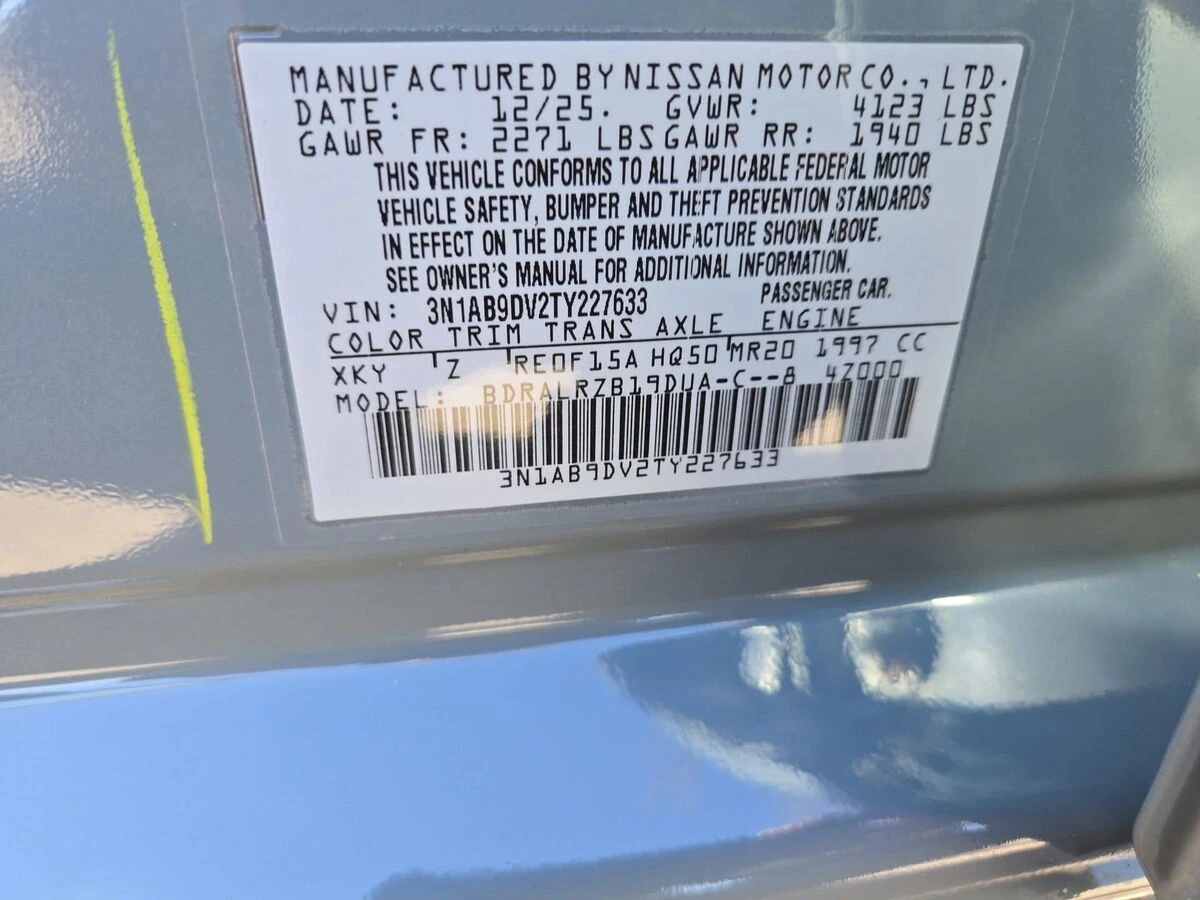 MANUFACTURED BY NISSAN MOTOR CO., LTD.
DATE: 12/25. GVWR: 4123 LBS
GAWR FR: 2271 LBS GAWR RR: 1940 LBS
THIS VEHICLE CONFORMS TO ALL APPLICABLE FEDERAL MOTOR
VEHICLE SAFETY, BUMPER AND THEFT PREVENTION STANDARDS
IN EFFECT ON THE DATE OF MANUFACTURE SHOWN ABOVE.
SEE OWNER'S MANUAL FOR ADDITIONAL INFORMATION.
VIN: 3N1AB9DV2TY227633 PASSENGER CAR.
COLOR TRIM TRANS AXLE ENGINE
XKY Z RE0F15A HQ50 MR20 1997 CC
MODEL: BDRALRZB19DUA-C--B 4Z000
3N1AB9DV2TY227633